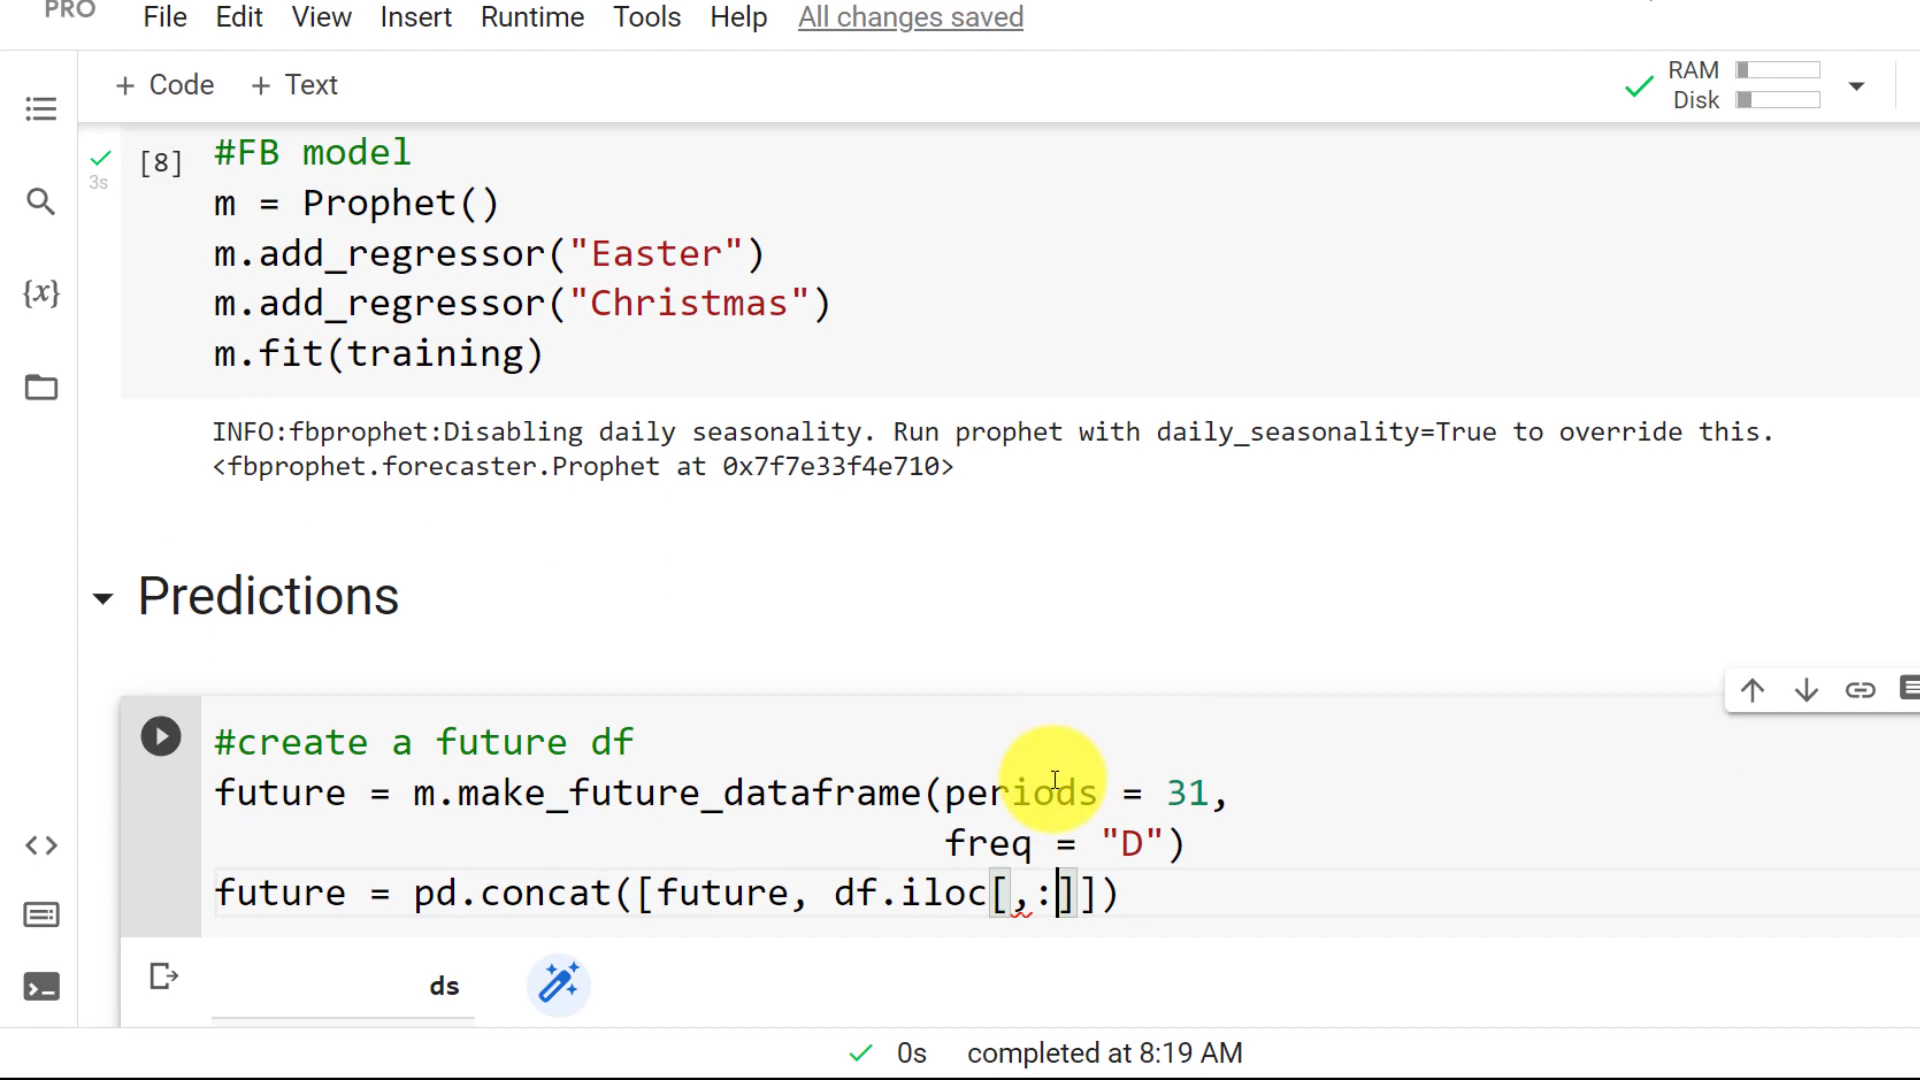 PRO
File Edit View Insert Runtime Tools Help All changes saved
+ Code + Text
RAM
Disk
[8]
3s
#FB model
m = Prophet()
m.add_regressor("Easter")
m.add_regressor("Christmas")
m.fit(training)
INFO:fbprophet:Disabling daily seasonality. Run prophet with daily_seasonality=True to override this.
<fbprophet.forecaster.Prophet at 0x7f7e33f4e710>
{x}
Predictions
#create a future df
future = m.make_future_dataframe(periods = 31,
freq = "D")
future = pd.concat([future, df.iloc[,:]])
ds
0s completed at 8:19 AM